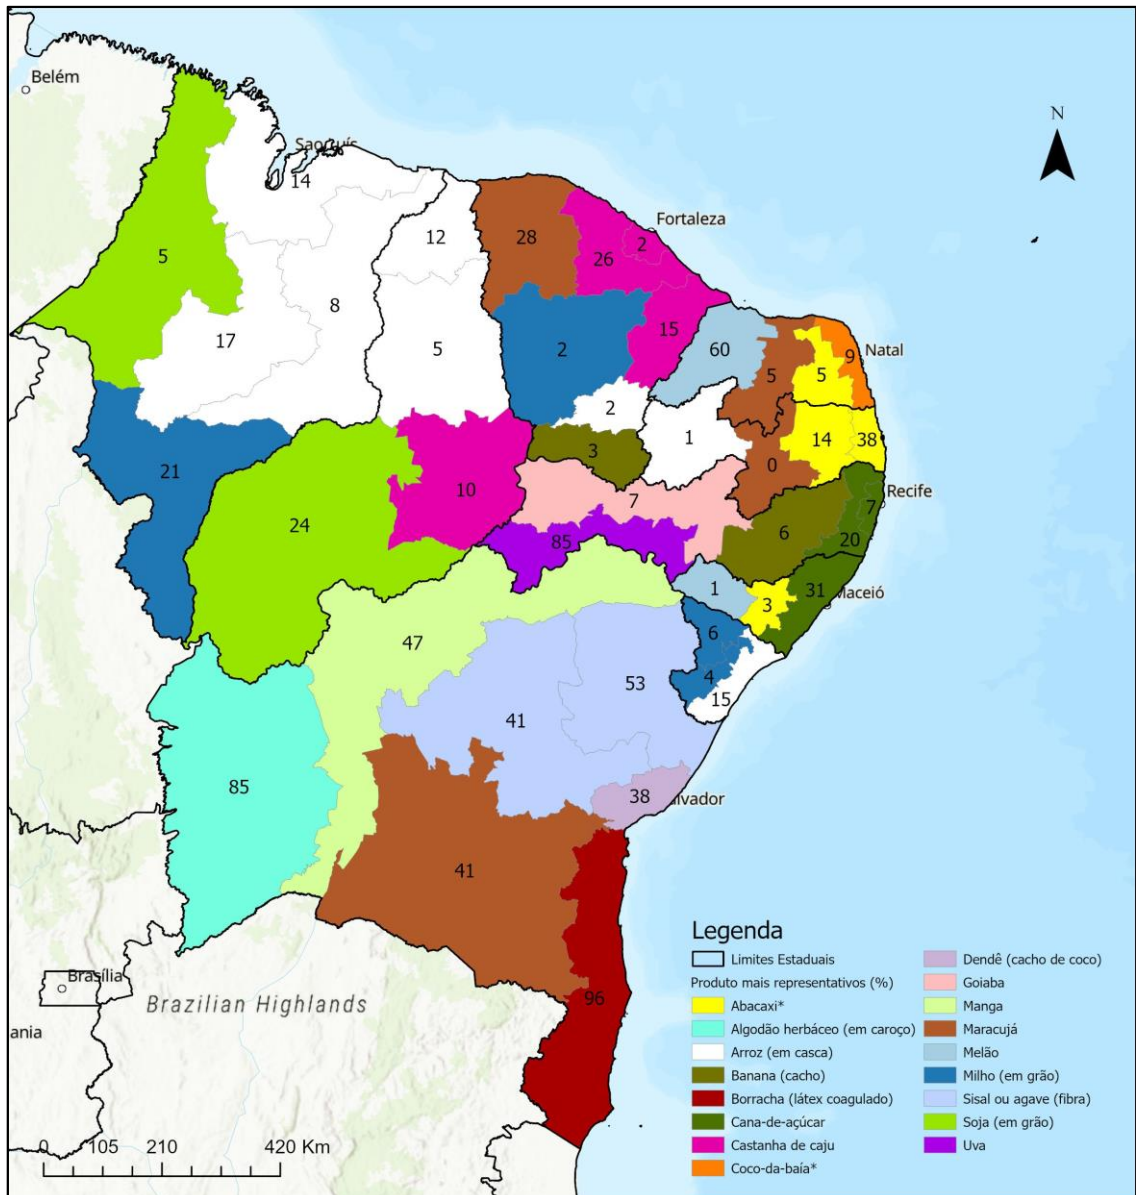 Belém
N
Sao Luís
14
Fortaleza
2
12
28
26
5
8
15
17
5
2
60
9
Natal
5
5
2
1
14
38
3
0
21
10
7
Recife
7
24
85
6
20
1
3
31
Maceió
6
47
4
53
15
41
85
38
alvador
41
96
Brasília
Brazilian Highlands
ania
0 105 210 420 Km
Legenda
Limites Estaduais
Produto mais representativos (%)
Abacaxi*
Algodão herbáceo (em caroço)
Arroz (em casca)
Banana (cacho)
Borracha (látex coagulado)
Cana-de-açúcar
Castanha de caju
Coco-da-baía*
Dendê (cacho de coco)
Goiaba
Manga
Maracujá
Melão
Milho (em grão)
Sisal ou agave (fibra)
Soja (em grão)
Uva